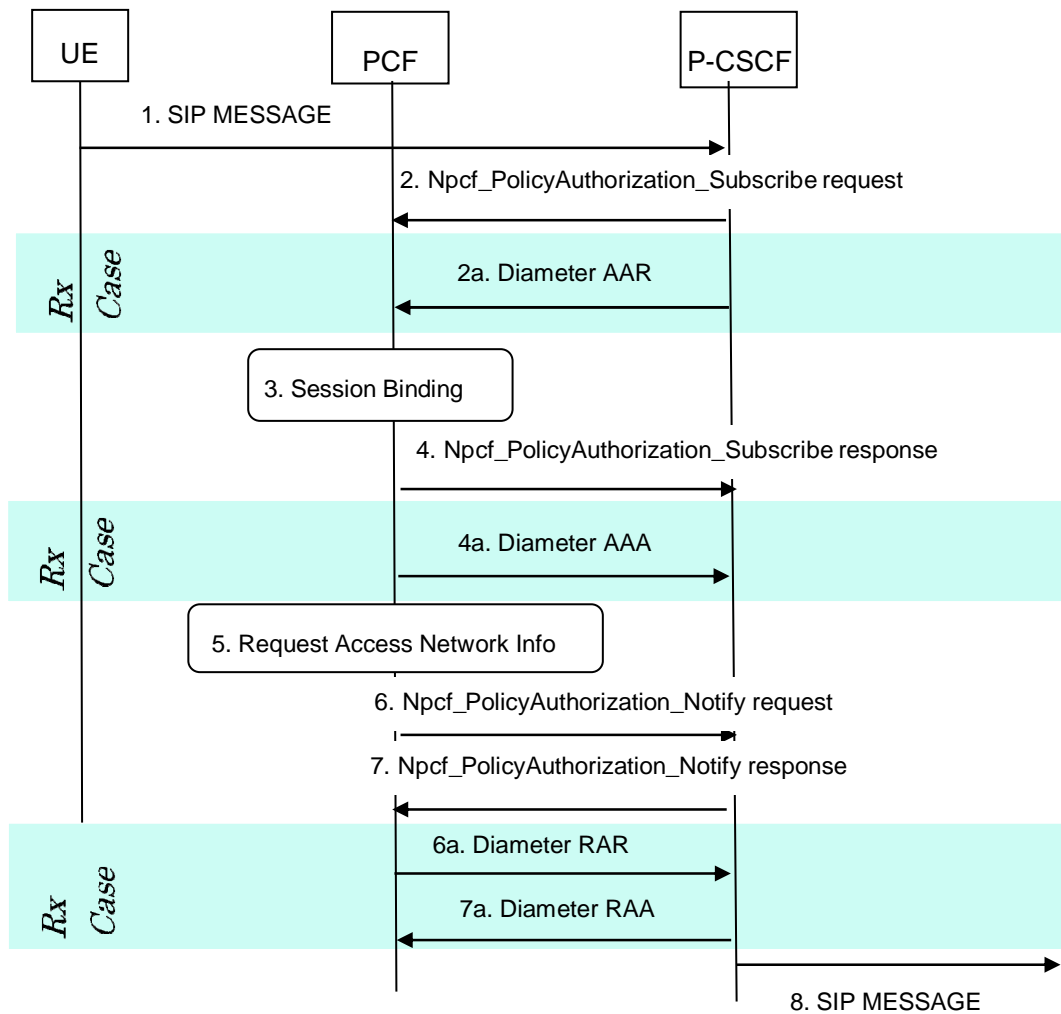 UE
PCF
P-CSCF
1. SIP MESSAGE
2. Npcf_PolicyAuthorization_Subscribe request
Rx
Case
2a. Diameter AAR
3. Session Binding
4. Npcf_PolicyAuthorization_Subscribe response
Rx
Case
4a. Diameter AAA
5. Request Access Network Info
6. Npcf_PolicyAuthorization_Notify request
7. Npcf_PolicyAuthorization_Notify response
Rx
Case
6a. Diameter RAR
7a. Diameter RAA
8. SIP MESSAGE